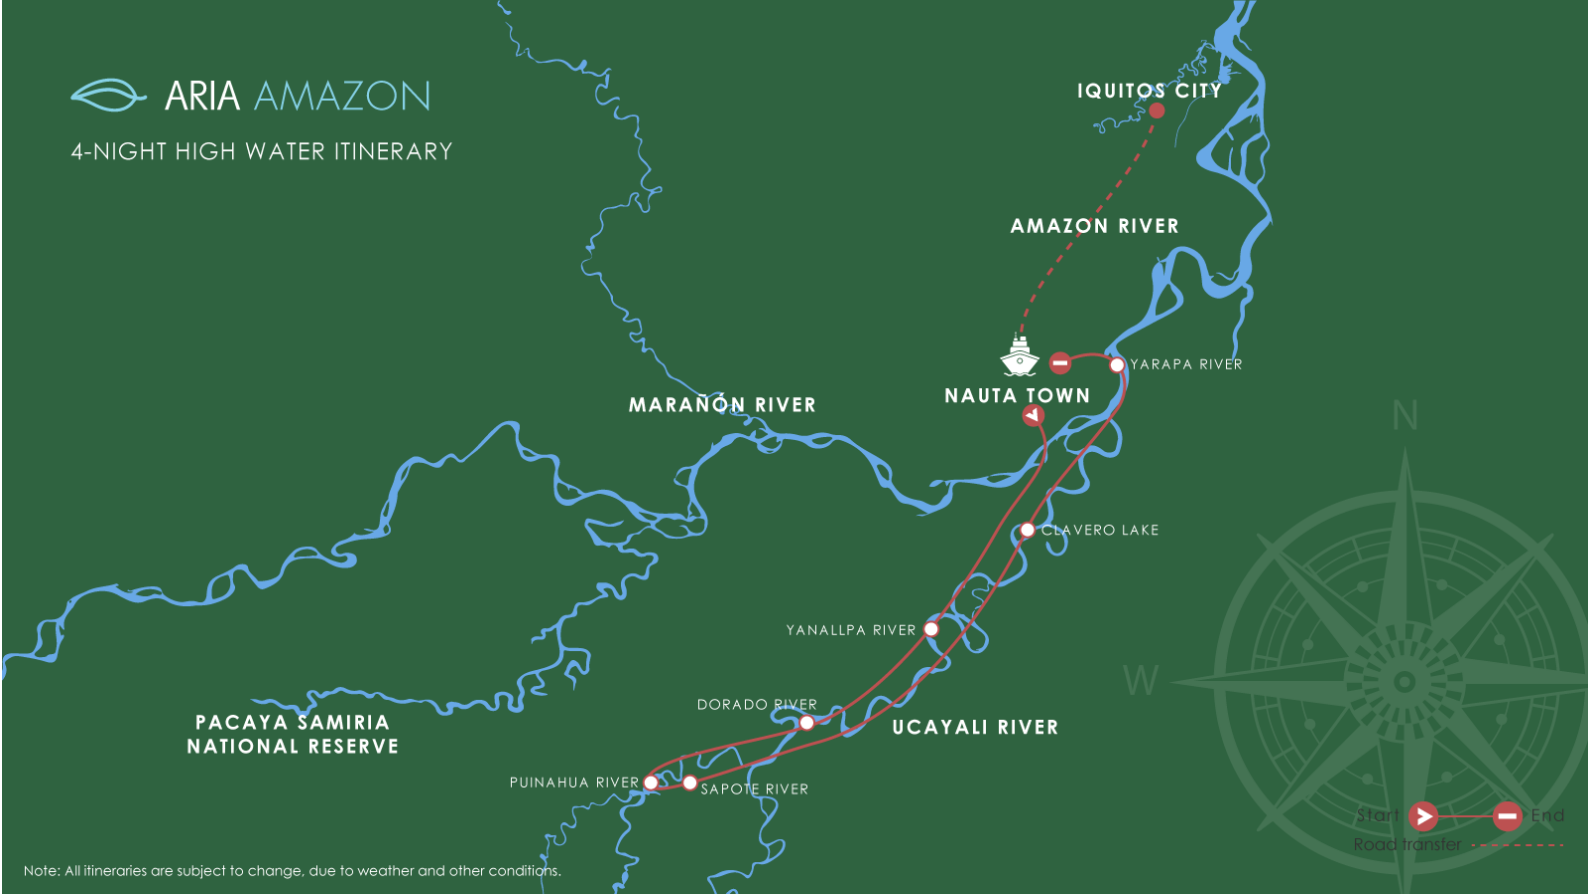 ARIA AMAZON
4-NIGHT HIGH WATER ITINERARY
IQUITOS CITY
AMAZON RIVER
YARAPA RIVER
NAUTA TOWN
MARAÑÓN RIVER
N
CLAVERO LAKE
YANALLPA RIVER
W
DORADO RIVER
PACAYA SAMIRIA
NATIONAL RESERVE
UCAYALI RIVER
PUINAHUA RIVER
SAPOTE RIVER
Start End
Road transfer
Note: All itineraries are subject to change, due to weather and other conditions.